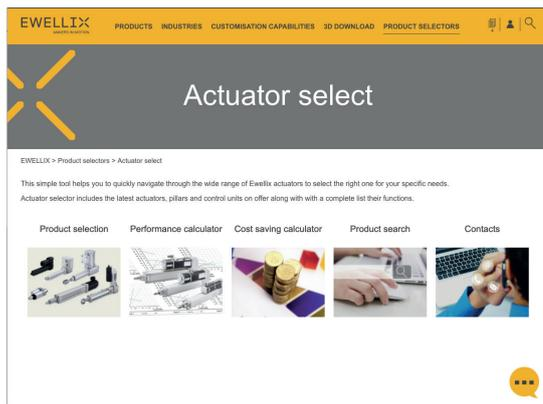 EWELLIX
MAKERS IN MOTION
PRODUCTS INDUSTRIES CUSTOMISATION CAPABILITIES 3D DOWNLOAD PRODUCT SELECTORS
Actuator select
EWELLIX > Product selectors > Actuator select
This simple tool helps you to quickly navigate through the wide range of Ewellix actuators to select the right one for your specific needs.
Actuator selector includes the latest actuators, pillars and control units on offer along with with a complete list their functions.
Product selection Performance calculator Cost saving calculator Product search Contacts